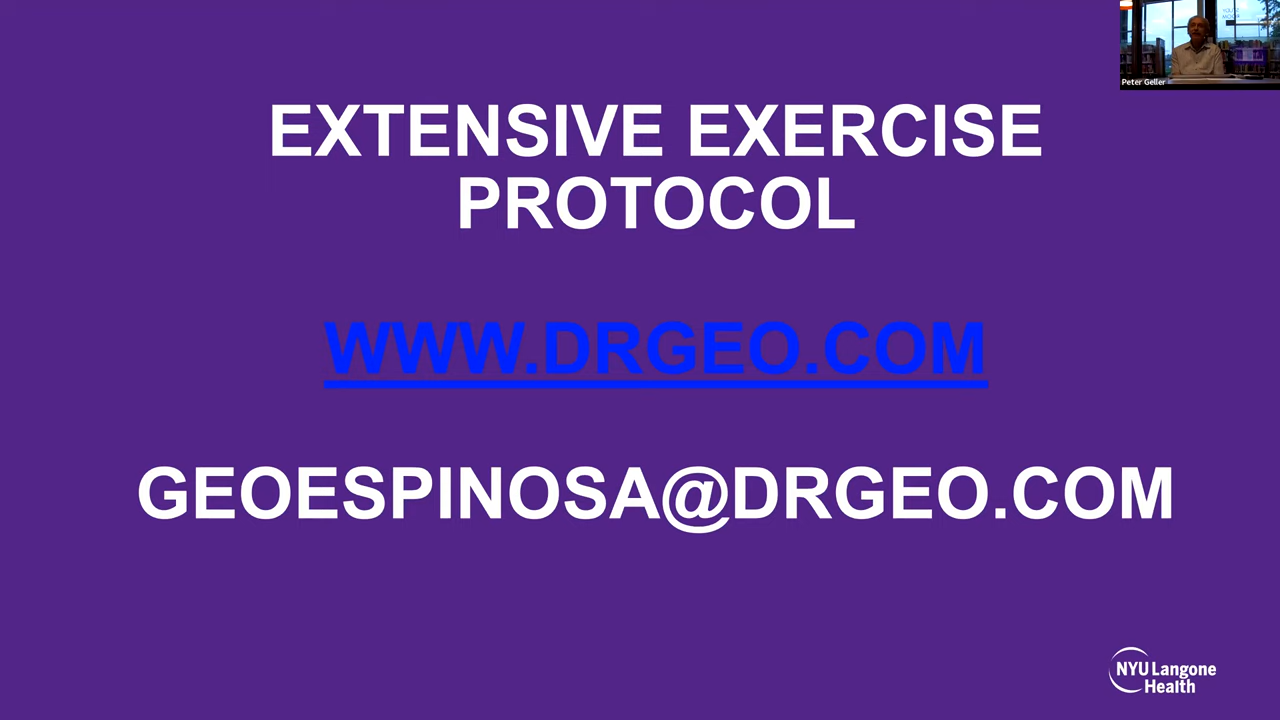 EXTENSIVE EXERCISE
PROTOCOL
WWW.DRGEO.COM
GEOESPINOSA@DRGEO.COM
Peter Geller
NYU Langone
Health